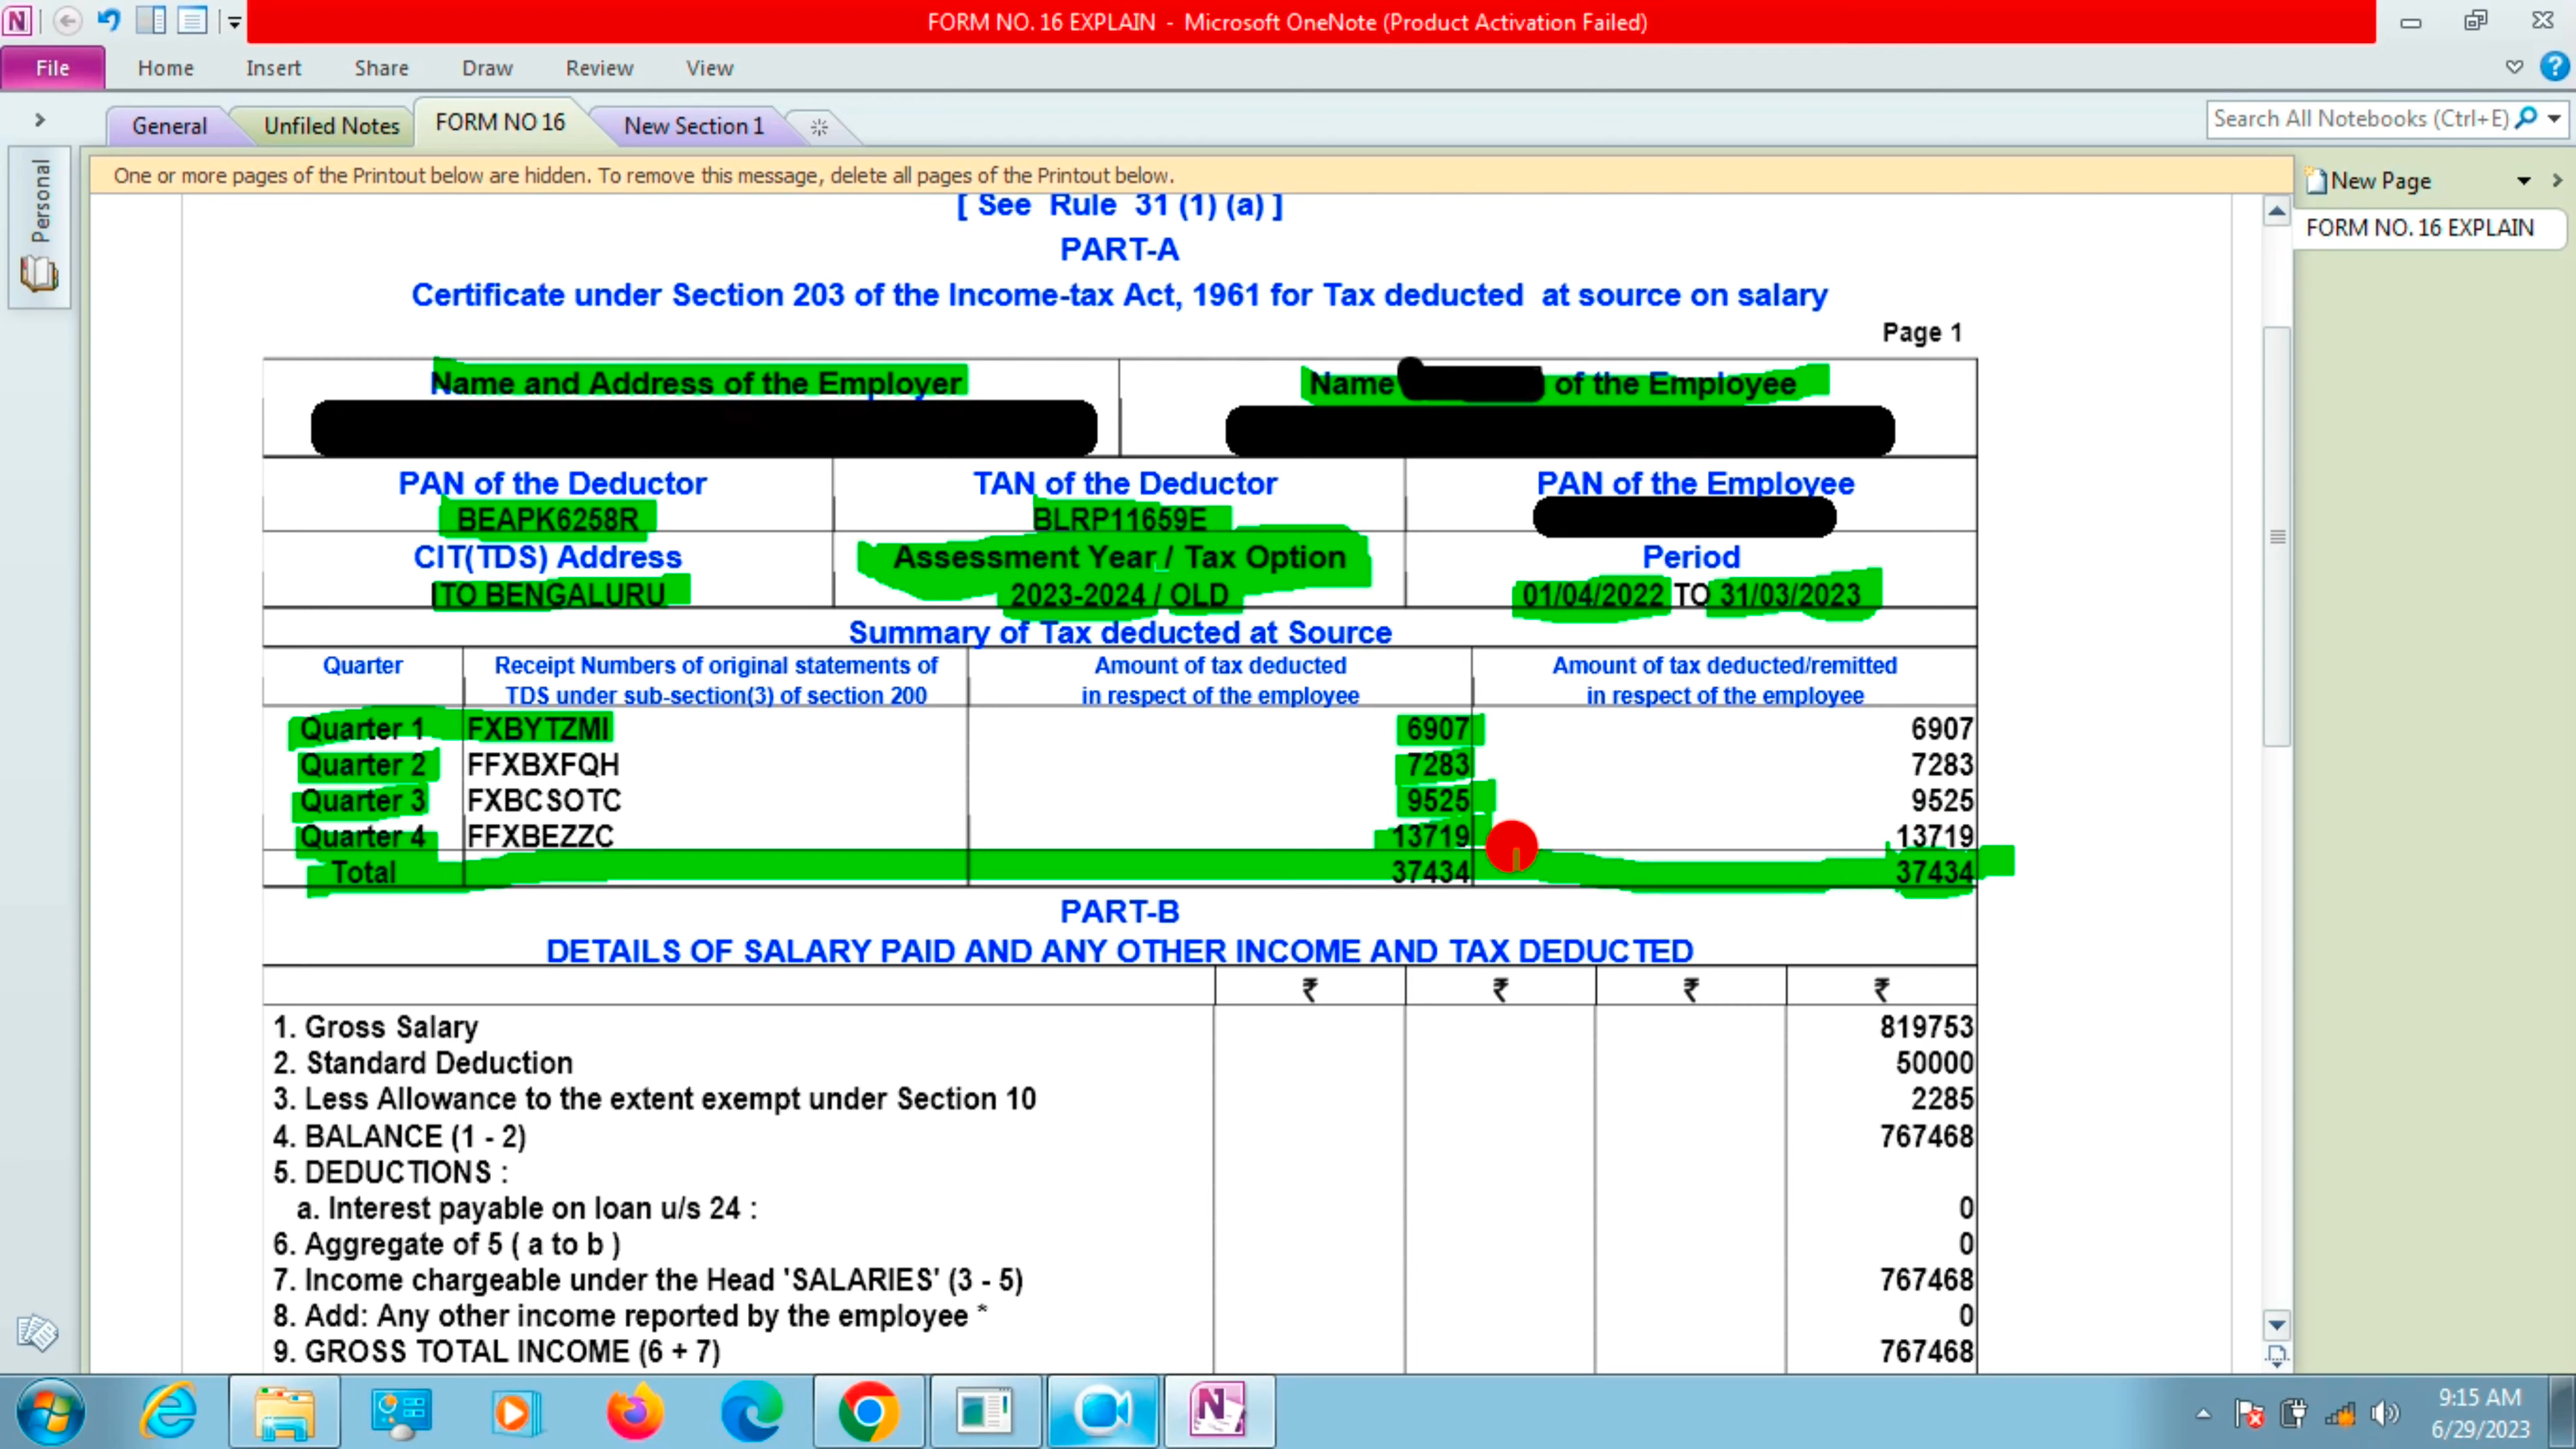 FORM NO. 16 EXPLAIN - Microsoft OneNote (Product Activation Failed)
File Home Insert Share Draw Review View
General Unfiled Notes FORM NO 16 New Section 1
Search All Notebooks (Ctrl+E)
Personal
One or more pages of the Printout below are hidden. To remove this message, delete all pages of the Printout below.
New Page
FORM NO. 16 EXPLAIN
[ See Rule 31 (1) (a) ]
PART-A
Certificate under Section 203 of the Income-tax Act, 1961 for Tax deducted at source on salary
Page 1
Name and Address of the Employer Name of the Employee
PAN of the Deductor TAN of the Deductor PAN of the Employee
BEAPK6258R BLRP11659E
CIT(TDS) Address Assessment Year / Tax Option Period
ITO BENGALURU 2023-2024 / OLD 01/04/2022 TO 31/03/2023
Summary of Tax deducted at Source
Quarter Receipt Numbers of original statements of Amount of tax deducted Amount of tax deducted/remitted
TDS under sub-section(3) of section 200 in respect of the employee in respect of the employee
Quarter 1 FXBYTZMI 6907 6907
Quarter 2 FFXBXFQH 7283 7283
Quarter 3 FXBCSOTC 9525 9525
Quarter 4 FFXBEZZC 13719 13719
Total 37434 37434
PART-B
DETAILS OF SALARY PAID AND ANY OTHER INCOME AND TAX DEDUCTED
₹ ₹ ₹ ₹
1. Gross Salary 819753
2. Standard Deduction 50000
3. Less Allowance to the extent exempt under Section 10 2285
4. BALANCE (1 - 2) 767468
5. DEDUCTIONS :
a. Interest payable on loan u/s 24 : 0
6. Aggregate of 5 ( a to b ) 0
7. Income chargeable under the Head 'SALARIES' (3 - 5) 767468
8. Add: Any other income reported by the employee * 0
9. GROSS TOTAL INCOME (6 + 7) 767468
9:15 AM
6/29/2023